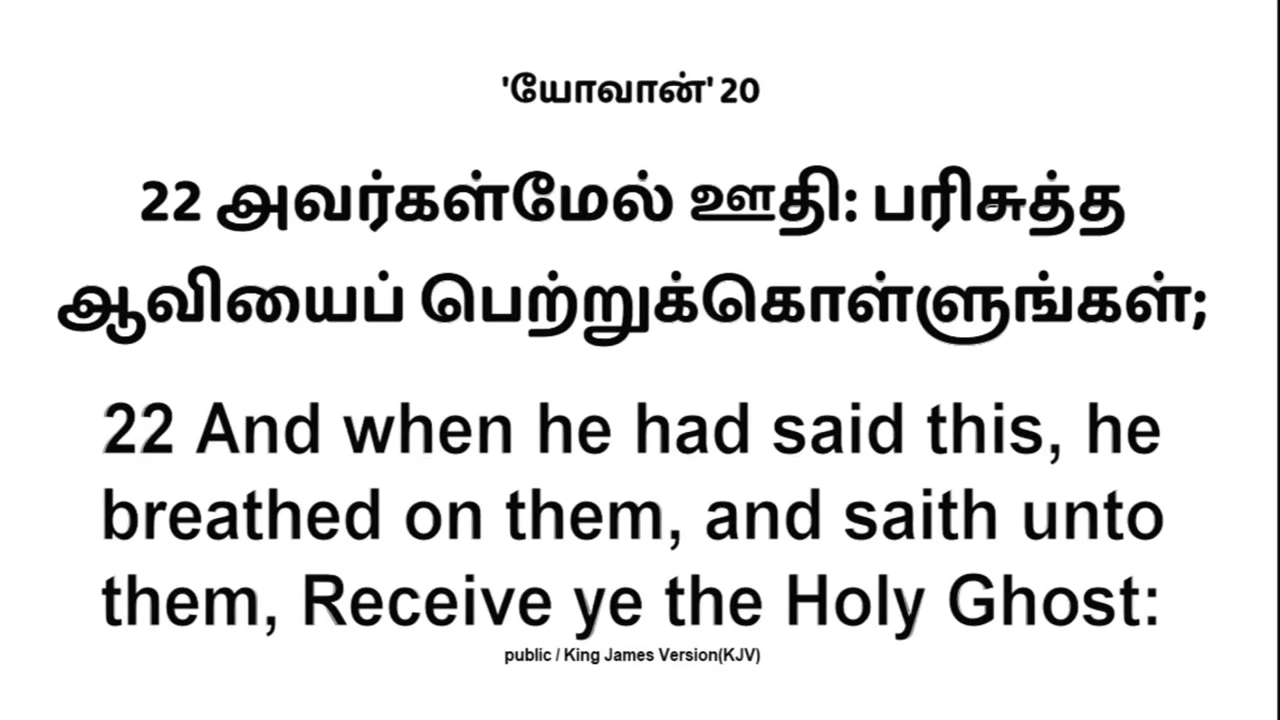 'யோவான்' 20
22 அவர்கள்மேல் ஊதி: பரிசுத்த
ஆவியைப் பெற்றுக்கொள்ளுங்கள்;
22 And when he had said this, he
breathed on them, and saith unto
them, Receive ye the Holy Ghost:
public / King James Version(KJV)